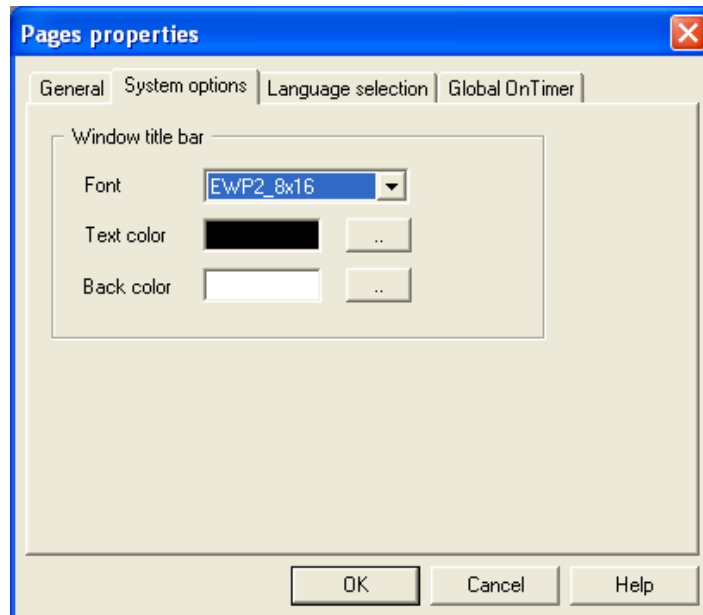 Pages properties
General System options Language selection Global OnTimer
Window title bar
Font EWP2_8x16
Text color ..
Back color ..
OK Cancel Help